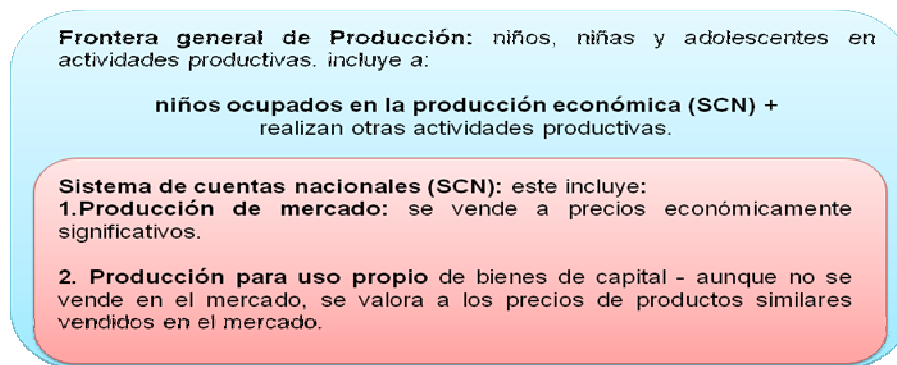 Frontera general de Producción: niños, niñas y adolescentes en
actividades productivas. incluye a:
niños ocupados en la producción económica (SCN) +
realizan otras actividades productivas.
Sistema de cuentas nacionales (SCN): este incluye:
1.Producción de mercado: se vende a precios económicamente
significativos.
2. Producción para uso propio de bienes de capital - aunque no se
vende en el mercado, se valora a los precios de productos similares
vendidos en el mercado.